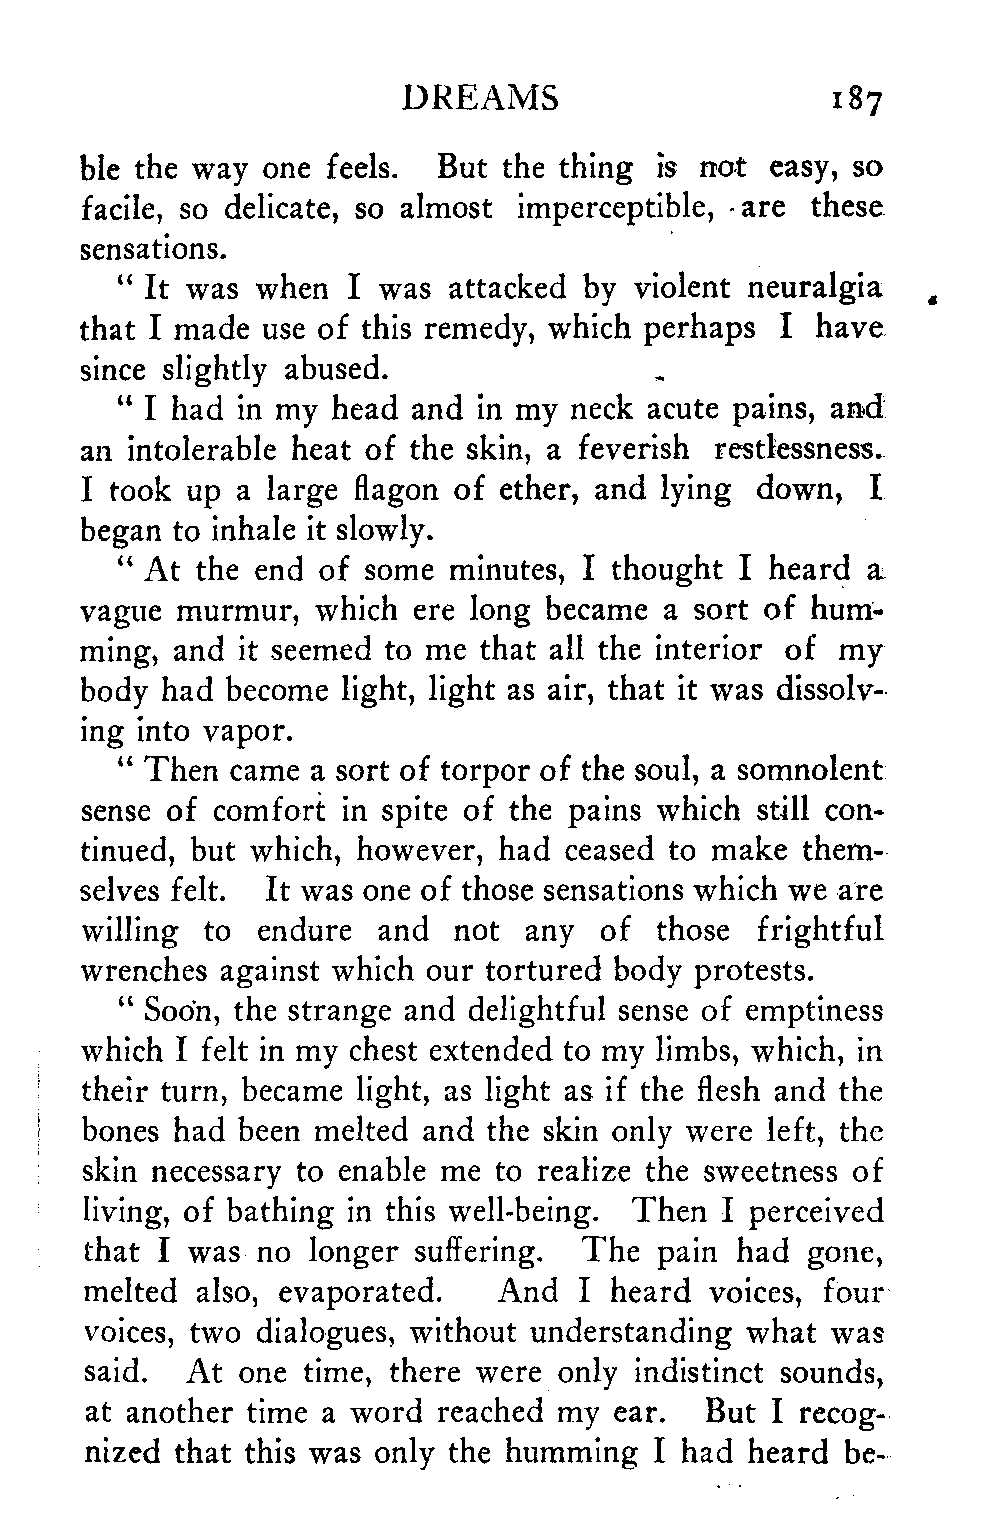 DREAMS 187
ble the way one feels. But the thing is not easy, so
facile, so delicate, so almost imperceptible, are these
sensations.
“ It was when I was attacked by violent neuralgia
that I made use of this remedy, which perhaps I have
since slightly abused.
“ I had in my head and in my neck acute pains, and
an intolerable heat of the skin, a feverish restlessness.
I took up a large flagon of ether, and lying down, I
began to inhale it slowly.
“ At the end of some minutes, I thought I heard a
vague murmur, which ere long became a sort of hum-
ming, and it seemed to me that all the interior of my
body had become light, light as air, that it was dissolv-
ing into vapor.
“ Then came a sort of torpor of the soul, a somnolent
sense of comfort in spite of the pains which still con-
tinued, but which, however, had ceased to make them-
selves felt. It was one of those sensations which we are
willing to endure and not any of those frightful
wrenches against which our tortured body protests.
“ Soon, the strange and delightful sense of emptiness
which I felt in my chest extended to my limbs, which, in
their turn, became light, as light as if the flesh and the
bones had been melted and the skin only were left, the
skin necessary to enable me to realize the sweetness of
living, of bathing in this well-being. Then I perceived
that I was no longer suffering. The pain had gone,
melted also, evaporated. And I heard voices, four
voices, two dialogues, without understanding what was
said. At one time, there were only indistinct sounds,
at another time a word reached my ear. But I recog-
nized that this was only the humming I had heard be-